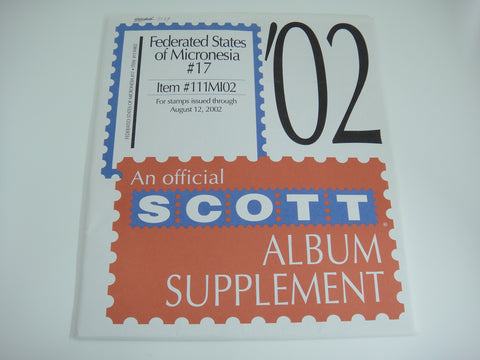 '02
Federated States
of Micronesia
#17
Item #111MI02
For stamps issued through
August 12, 2002
An official
SCOTT®
ALBUM
SUPPLEMENT